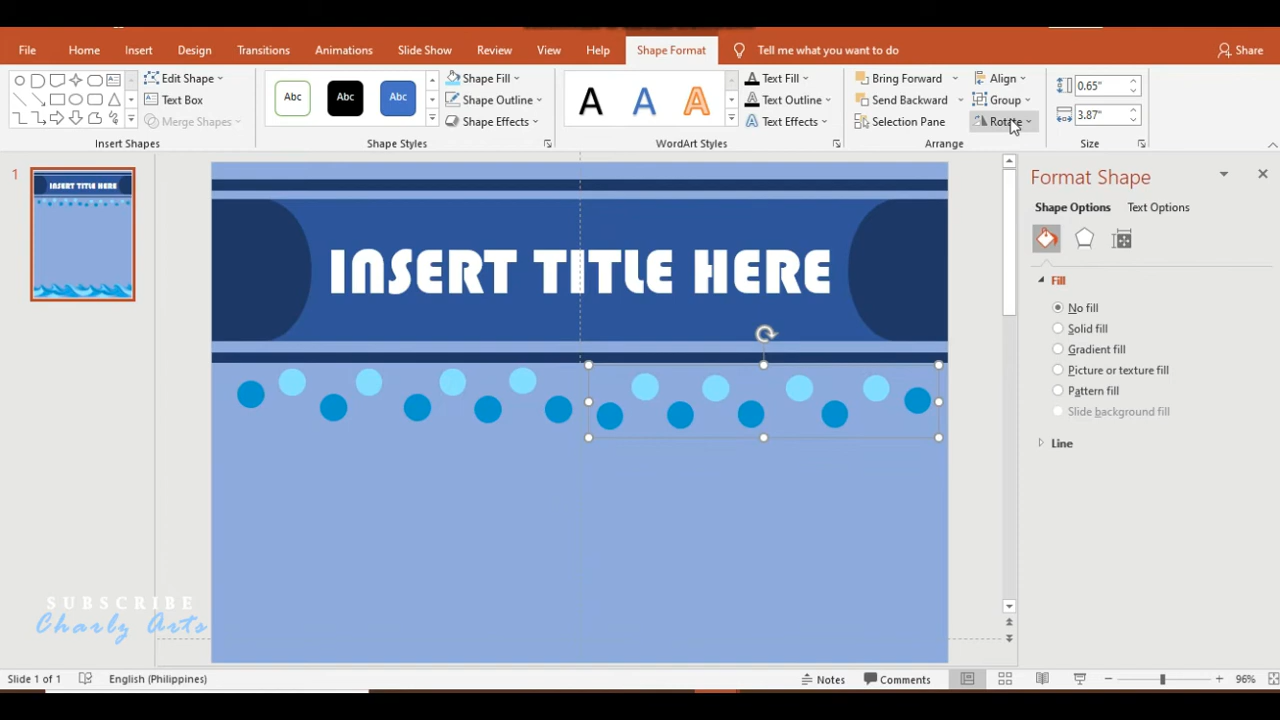 File Home Insert Design Transitions Animations Slide Show Review View Help Shape Format Tell me what you want to do Share
Edit Shape
Text Box
Merge Shapes
Insert Shapes
Abc Abc Abc
Shape Fill
Shape Outline
Shape Effects
Shape Styles
A A A
Text Fill
Text Outline
Text Effects
WordArt Styles
Bring Forward
Send Backward
Selection Pane
Align
Group
Rotate
Arrange
0.65"
3.87"
Size
1
INSERT TITLE HERE
INSERT TITLE HERE
Format Shape
Shape Options Text Options
Fill
No fill
Solid fill
Gradient fill
Picture or texture fill
Pattern fill
Slide background fill
Line
SUBSCRIBE
Charly Arts
Slide 1 of 1 English (Philippines) Notes Comments 96%